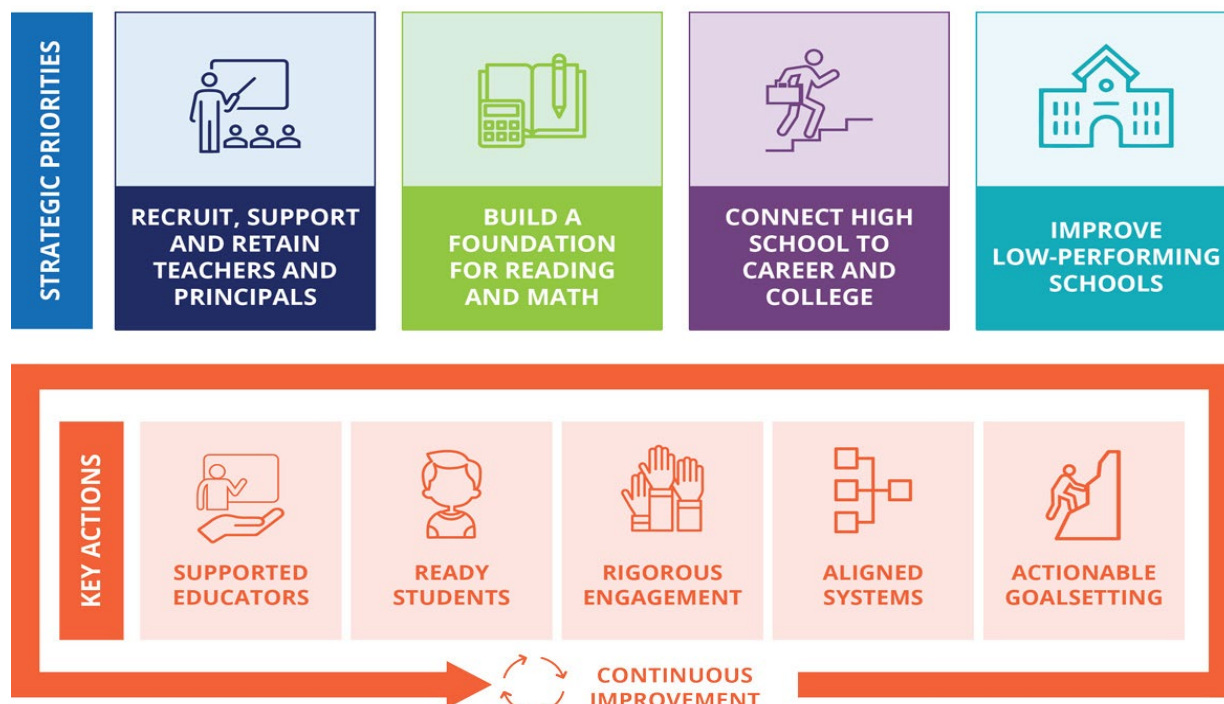 STRATEGIC PRIORITIES
RECRUIT, SUPPORT
AND RETAIN
TEACHERS AND
PRINCIPALS
BUILD A
FOUNDATION
FOR READING
AND MATH
CONNECT HIGH
SCHOOL TO
CAREER AND
COLLEGE
IMPROVE
LOW-PERFORMING
SCHOOLS
KEY ACTIONS
SUPPORTED
EDUCATORS
READY
STUDENTS
RIGOROUS
ENGAGEMENT
ALIGNED
SYSTEMS
ACTIONABLE
GOALSETTING
CONTINUOUS
IMPROVEMENT